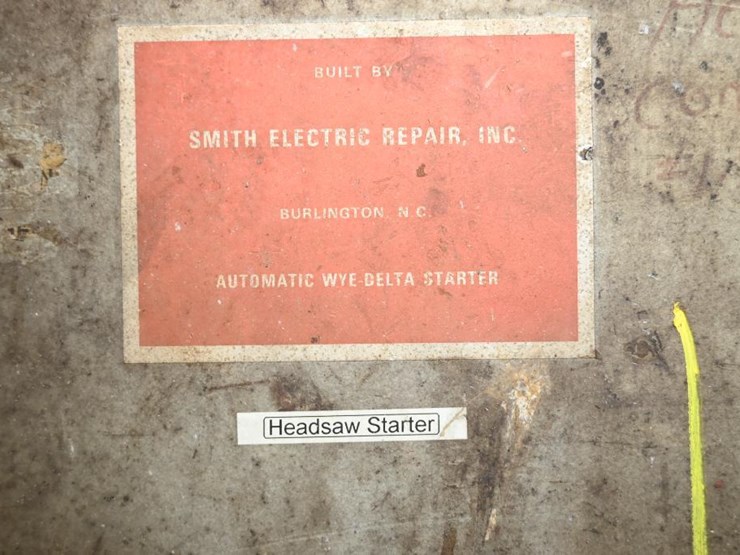 BUILT BY
SMITH ELECTRIC REPAIR, INC.
BURLINGTON, N.C.
AUTOMATIC WYE-DELTA STARTER
Headsaw Starter